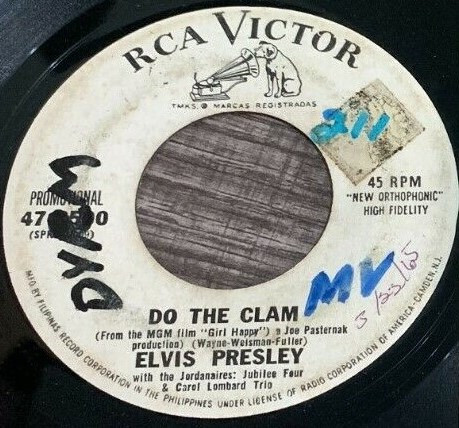 RCA VICTOR
TMKS. ® MARCAS REGISTRADAS
211
PROMOTIONAL
45 RPM
"NEW ORTHOPHONIC"
HIGH FIDELITY
DYRM
MV
3/23/65
DO THE CLAM
(From the MGM film "Girl Happy") a Joe Pasternak
production) (Wayne-Weisman-Fuller)
ELVIS PRESLEY
with the Jordanaires: Jubilee Four
& Carol Lombard Trio
MFG. BY FILIPINAS RECORD CORPORATION IN THE PHILIPPINES UNDER LICENSE OF RADIO CORPORATION OF AMERICA-CAMDEN, N.J.